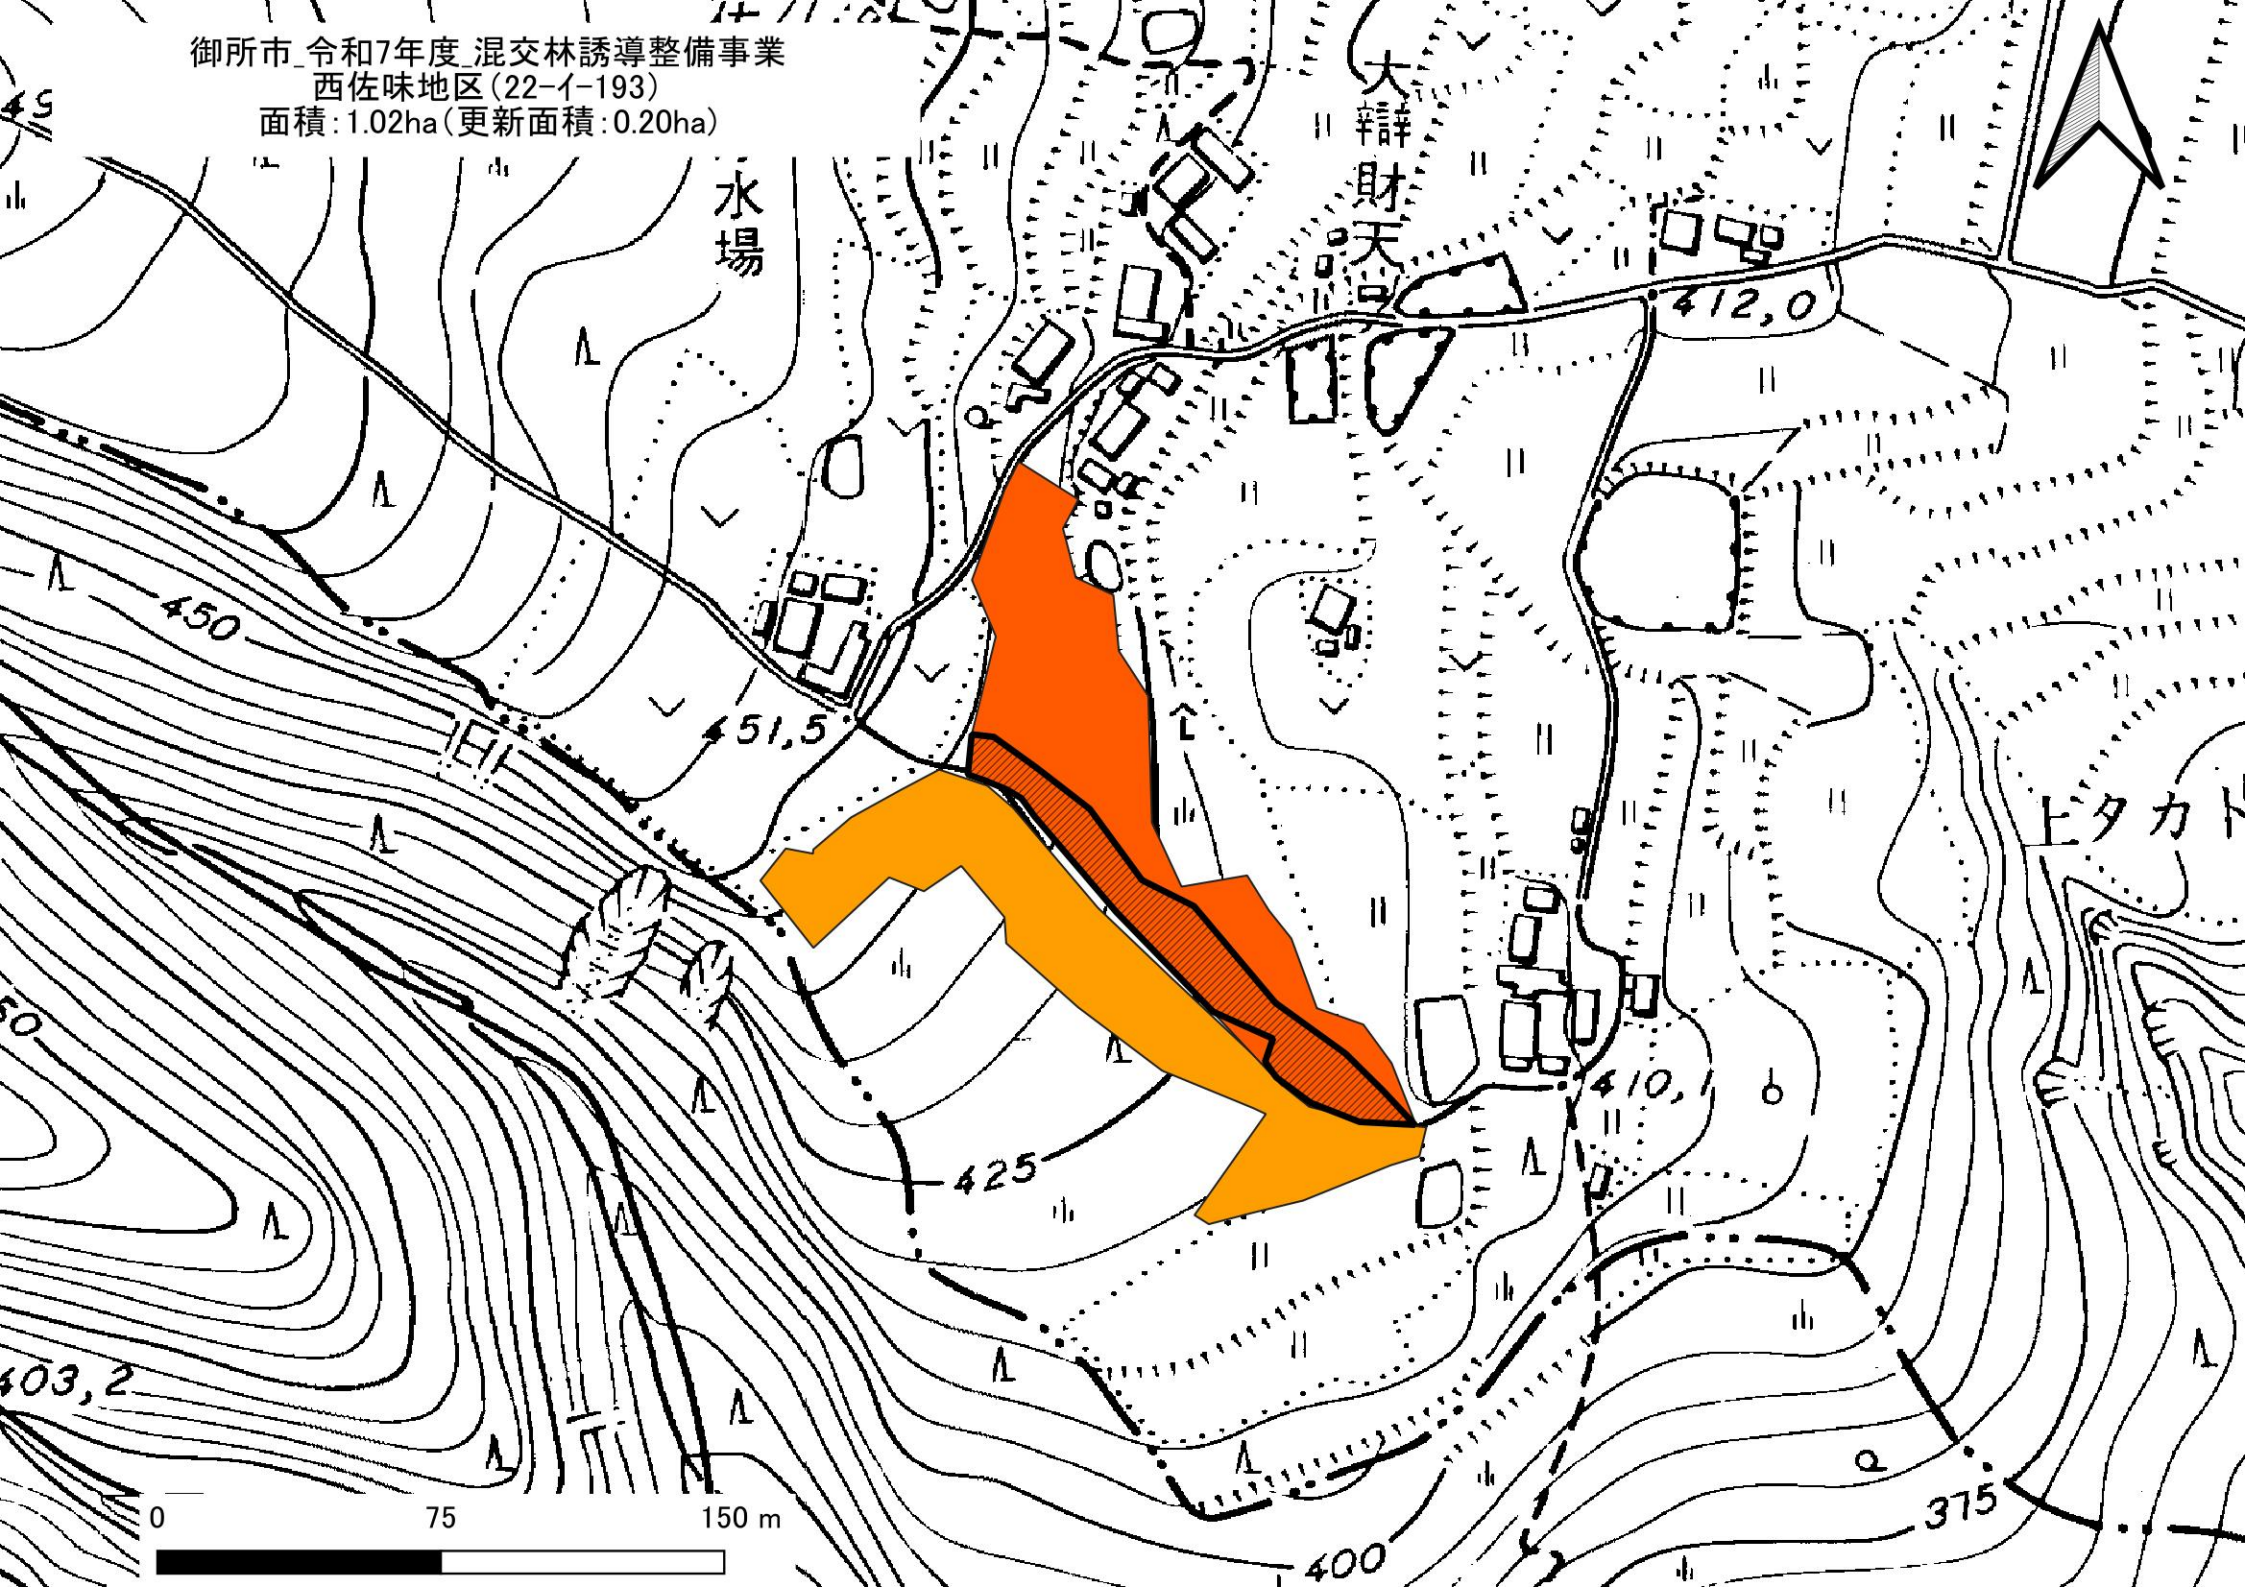 御所市_令和7年度_混交林誘導整備事業
西佐味地区(22-イ-193)
面積:1.02ha(更新面積:0.20ha)
水場
大辯財天
412,0
450
451,5
上タカト
410,1
425
403,2
375
400
0 75 150 m